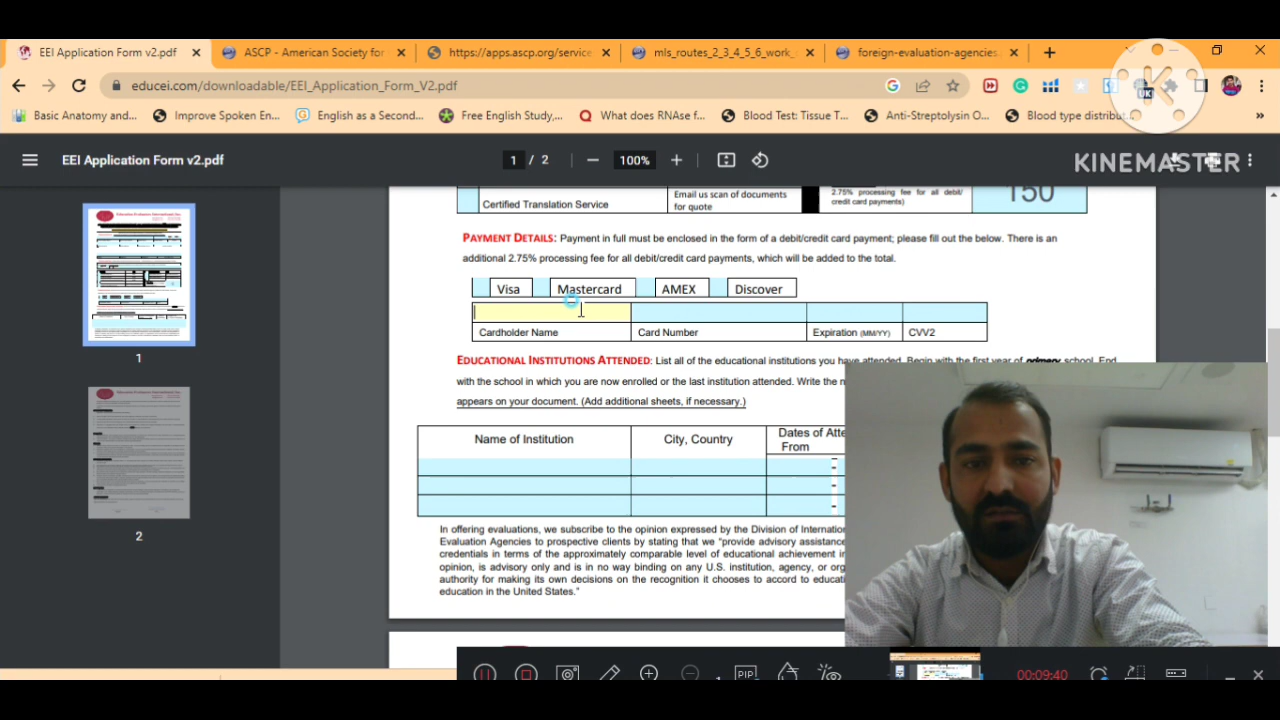 EEI Application Form v2.pdf
ASCP - American Society for
https://apps.ascp.org/service
mls_routes_2_3_4_5_6_work_
foreign-evaluation-agencies.
educei.com/downloadable/EEI_Application_Form_V2.pdf
UK
Basic Anatomy and...
Improve Spoken En...
English as a Second...
Free English Study,...
What does RNAse f...
Blood Test: Tissue T...
Anti-Streptolysin O...
Blood type distribut...
EEI Application Form v2.pdf
1 / 2
100%
KINEMASTER
Certified Translation Service
Email us scan of documents
for quote
2.75% processing fee for all debit/
credit card payments)
150
PAYMENT DETAILS: Payment in full must be enclosed in the form of a debit/credit card payment; please fill out the below. There is an
additional 2.75% processing fee for all debit/credit card payments, which will be added to the total.
Visa
Mastercard
AMEX
Discover
Cardholder Name
Card Number
Expiration (MM/YY)
CVV2
EDUCATIONAL INSTITUTIONS ATTENDED: List all of the educational institutions you have attended. Begin with the first year of primary school. End
with the school in which you are now enrolled or the last institution attended. Write the n
appears on your document. (Add additional sheets, if necessary.)
Name of Institution
City, Country
Dates of Atte
From
In offering evaluations, we subscribe to the opinion expressed by the Division of Internation
Evaluation Agencies to prospective clients by stating that we "provide advisory assistance
credentials in terms of the approximately comparable level of educational achievement in
opinion, is advisory only and is in no way binding on any U.S. institution, agency, or org
authority for making its own decisions on the recognition it chooses to accord to educati
education in the United States."
1
2
PIP
00:09:40